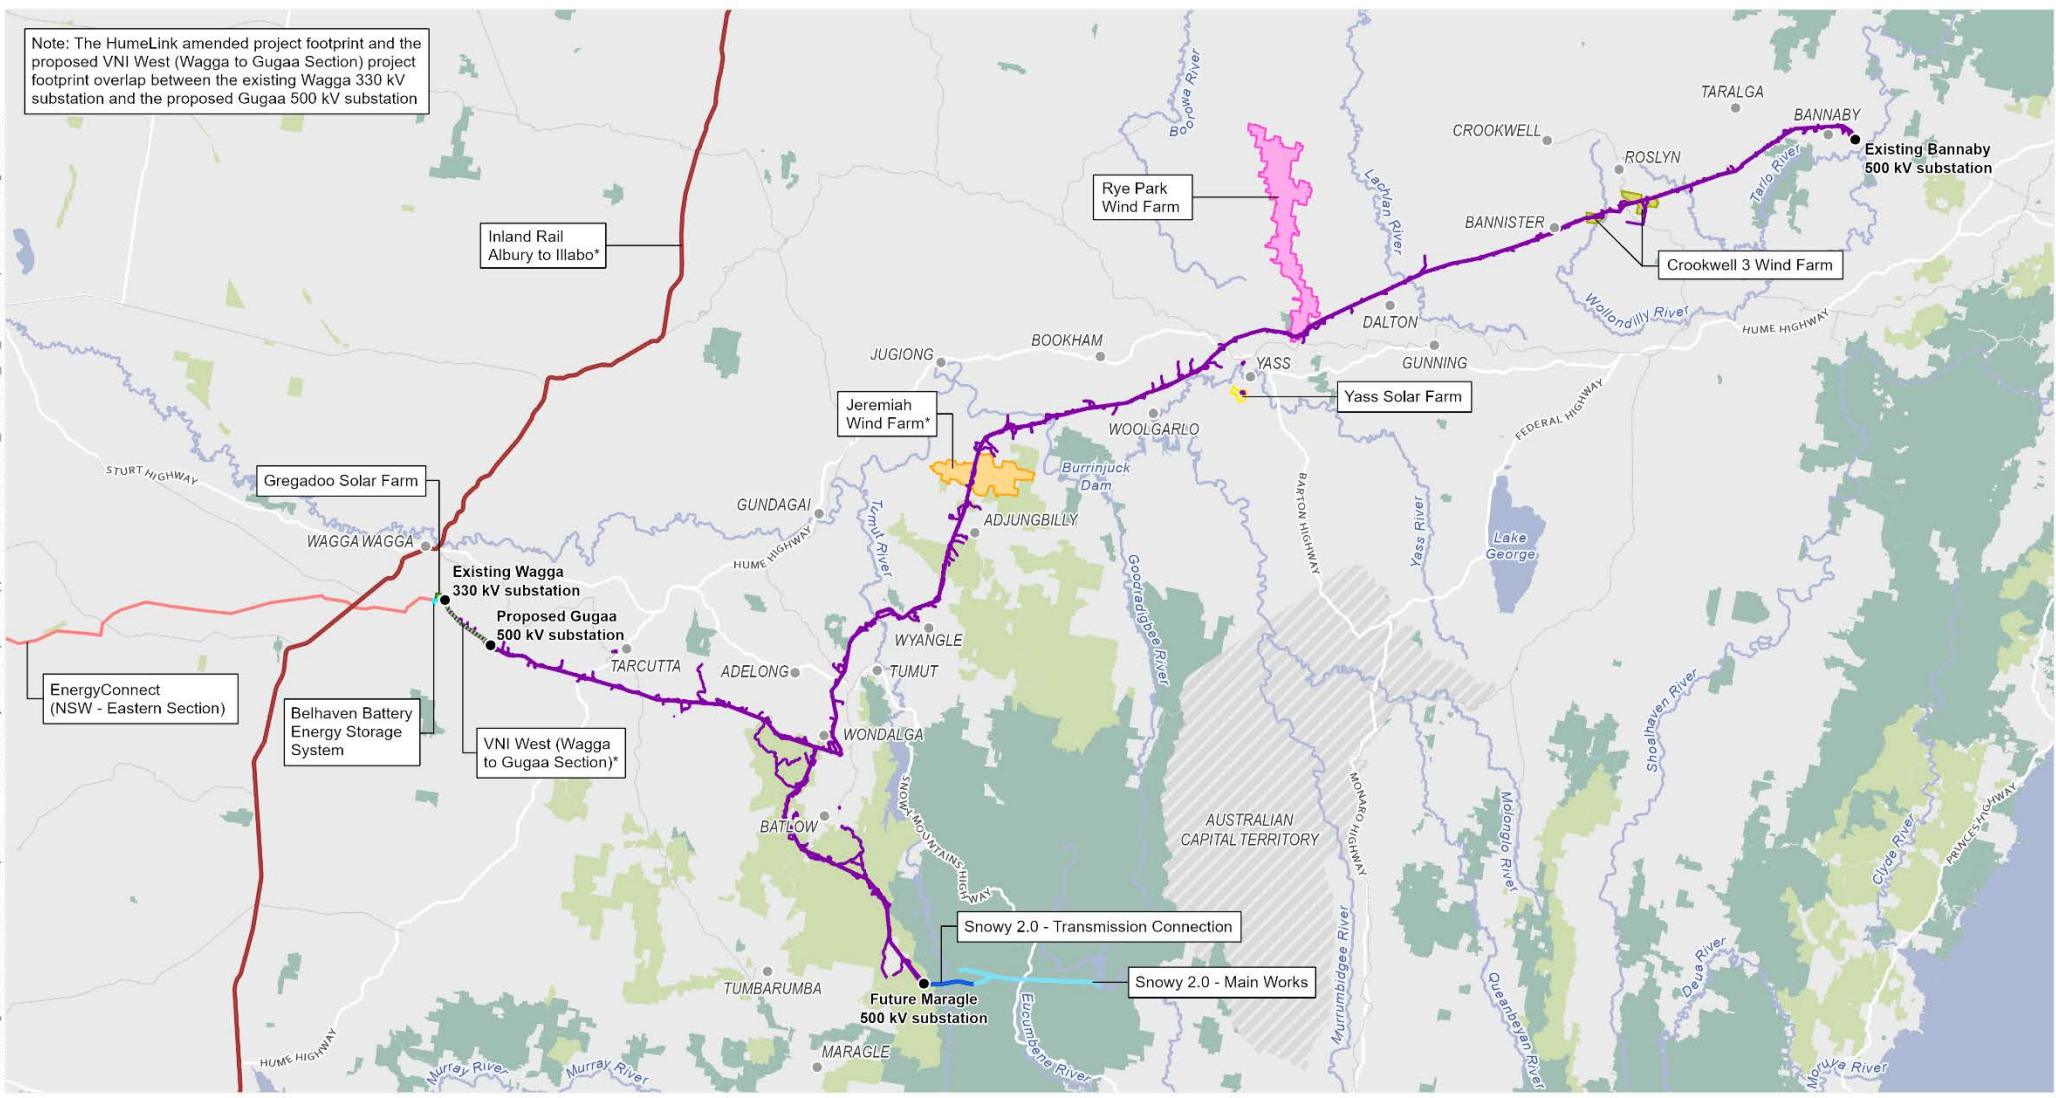 Note: The HumeLink amended project footprint and the
proposed VNI West (Wagga to Gugaa Section) project
footprint overlap between the existing Wagga 330 kV
substation and the proposed Gugaa 500 kV substation
Boorowa River
TARALGA
BANNABY
CROOKWELL
Existing Bannaby
500 kV substation
ROSLYN
Tarlo River
Rye Park
Wind Farm
Lachlan River
BANNISTER
Inland Rail
Albury to Illabo*
Crookwell 3 Wind Farm
Wollondilly River
HUME HIGHWAY
DALTON
BOOKHAM
JUGIONG
YASS
GUNNING
Jeremiah
Wind Farm*
Yass Solar Farm
FEDERAL HIGHWAY
WOOLGARLO
STURT HIGHWAY
Gregadoo Solar Farm
Burrinjuck
Dam
BARTON HIGHWAY
GUNDAGAI
Tumut River
ADJUNGBILLY
Yass River
Lake
George
WAGGA WAGGA
HUME HIGHWAY
Goodradigbee River
Existing Wagga
330 kV substation
Proposed Gugaa
500 kV substation
WYANGLE
TARCUTTA
ADELONG
TUMUT
EnergyConnect
(NSW - Eastern Section)
Belhaven Battery
Energy Storage
System
VNI West (Wagga
to Gugaa Section)*
WONDALGA
Shoalhaven River
SNOWY MOUNTAINS HIGHWAY
MONARO HIGHWAY
Molonglo River
PRINCES HIGHWAY
BATLOW
AUSTRALIAN
CAPITAL TERRITORY
Clyde River
Snowy 2.0 - Transmission Connection
Murrumbidgee River
Deua River
TUMBARUMBA
Snowy 2.0 - Main Works
Future Maragle
500 kV substation
Eucumbene River
Queanbeyan River
HUME HIGHWAY
MARAGLE
Murray River
Murray River
Moruya River